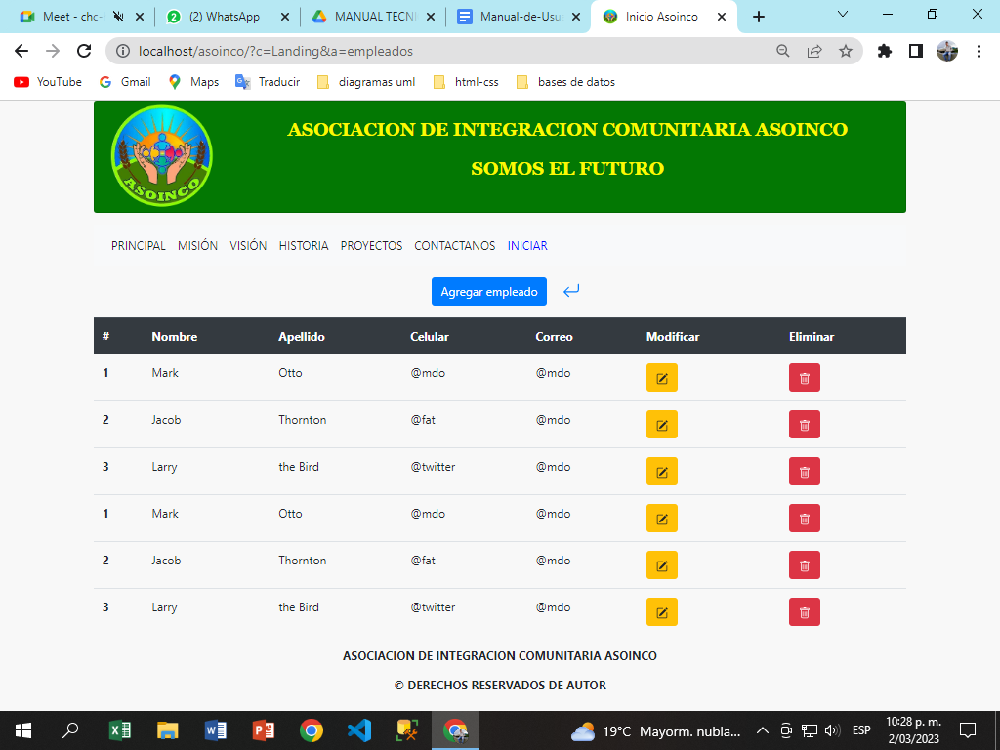 Meet - chc-
(2) WhatsApp
MANUAL TECNI
Manual-de-Usua
Inicio Asoinco
localhost/asoinco/?c=Landing&a=empleados
YouTube
Gmail
Maps
Traducir
diagramas uml
html-css
bases de datos
ASOINCO
ASOCIACION DE INTEGRACION COMUNITARIA ASOINCO
SOMOS EL FUTURO
PRINCIPAL MISIÓN VISIÓN HISTORIA PROYECTOS CONTACTANOS INICIAR
Agregar empleado
# Nombre Apellido Celular Correo Modificar Eliminar
1 Mark Otto @mdo @mdo
2 Jacob Thornton @fat @mdo
3 Larry the Bird @twitter @mdo
1 Mark Otto @mdo @mdo
2 Jacob Thornton @fat @mdo
3 Larry the Bird @twitter @mdo
ASOCIACION DE INTEGRACION COMUNITARIA ASOINCO
© DERECHOS RESERVADOS DE AUTOR
19°C Mayorm. nubla...
ESP
10:28 p. m.
2/03/2023